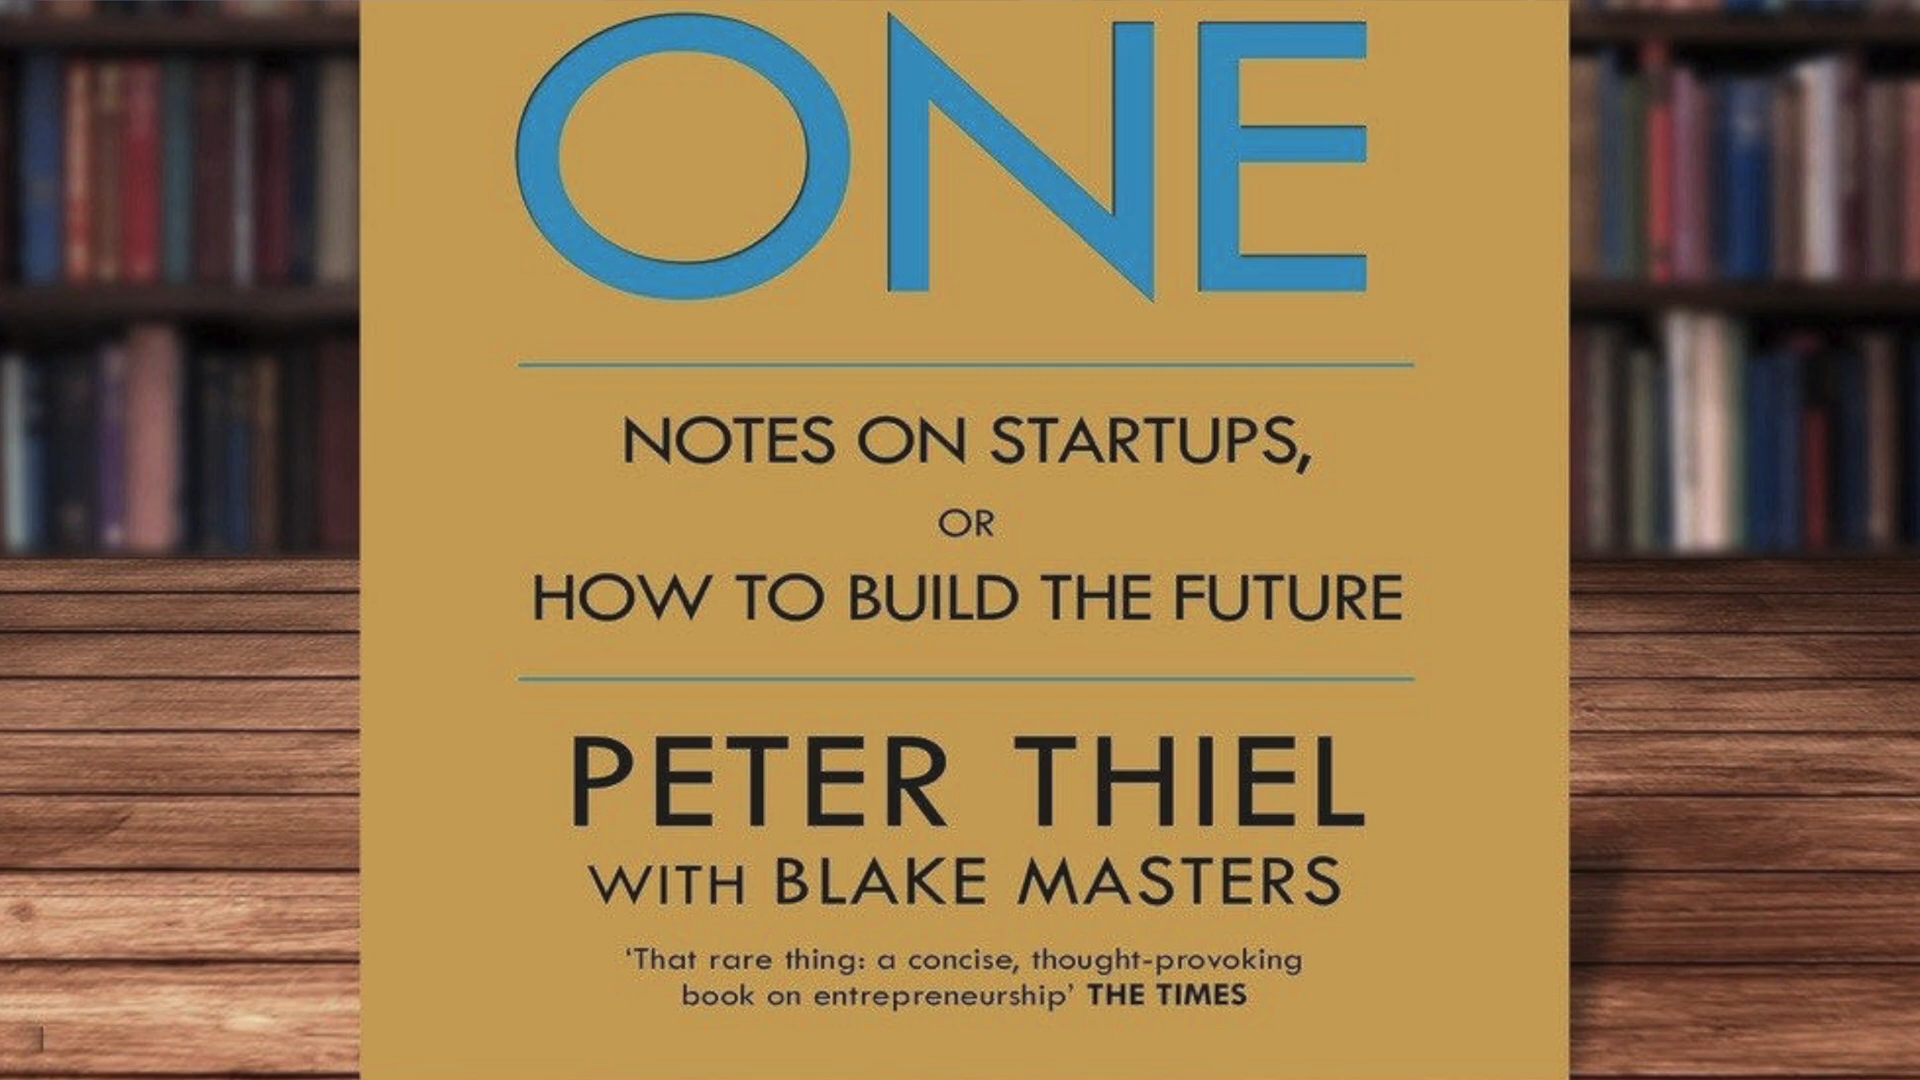 ONE
NOTES ON STARTUPS,
OR
HOW TO BUILD THE FUTURE
PETER THIEL
WITH BLAKE MASTERS
‘That rare thing: a concise, thought-provoking
book on entrepreneurship’ THE TIMES